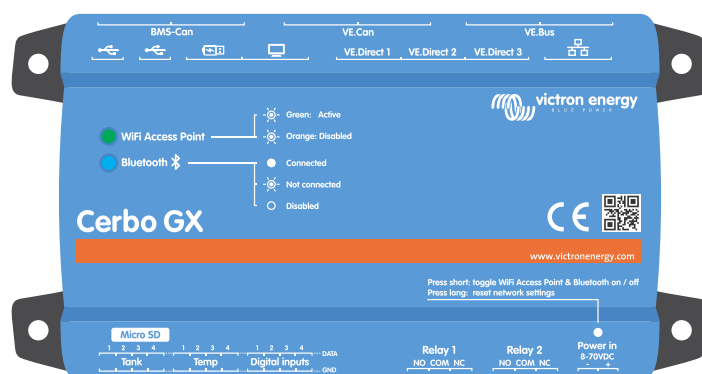 BMS-Can VE.Can VE.Bus
VE.Direct 1 VE.Direct 2 VE.Direct 3
victron energy
BLUE POWER
WiFi Access Point
Green: Active
Orange: Disabled
Bluetooth
Connected
Not connected
Disabled
Cerbo GX
CE
www.victronenergy.com
Press short: toggle WiFi Access Point & Bluetooth on / off
Press long: reset network settings
Micro SD
1 2 3 4 1 2 3 4 1 2 3 4 DATA
Tank Temp Digital inputs
GND
Relay 1
NO COM NC
Relay 2
NO COM NC
Power in
8-70VDC
- +